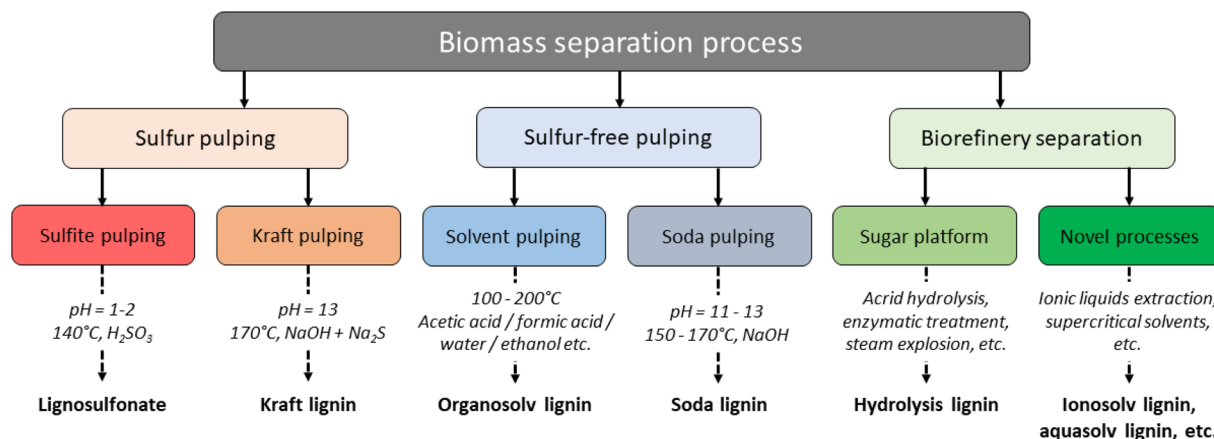 Biomass separation process
Sulfur pulping
Sulfur-free pulping
Biorefinery separation
Sulfite pulping
Kraft pulping
Solvent pulping
Soda pulping
Sugar platform
Novel processes
pH = 1-2
140°C, H₂SO₃
pH = 13
170°C, NaOH + Na₂S
100 - 200°C
Acetic acid / formic acid /
water / ethanol etc.
pH = 11 - 13
150 - 170°C, NaOH
Acrid hydrolysis,
enzymatic treatment,
steam explosion, etc.
Ionic liquids extraction,
supercritical solvents,
etc.
Lignosulfonate
Kraft lignin
Organosolv lignin
Soda lignin
Hydrolysis lignin
Ionosolv lignin,
aquasolv lignin, etc.